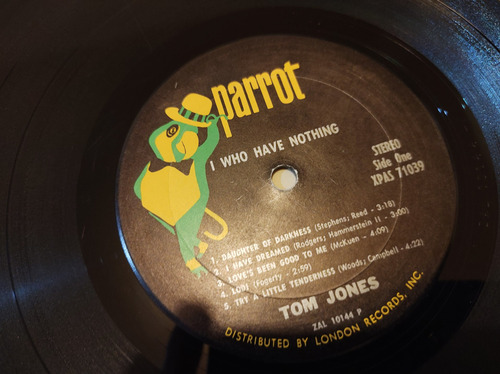 parrot
I WHO HAVE NOTHING
STEREO
Side One
XPAS 71039
1. DAUGHTER OF DARKNESS (Stephens; Reed - 3:18)
2. I HAVE DREAMED (Rodgers; Hammerstein II - 3:00)
3. LOVE'S BEEN GOOD TO ME (McKuen - 4:09)
4. LODI (Fogerty - 2:59)
5. TRY A LITTLE TENDERNESS (Woods; Campbell - 4:22)
TOM JONES
ZAL 10144 P
DISTRIBUTED BY LONDON RECORDS, INC.